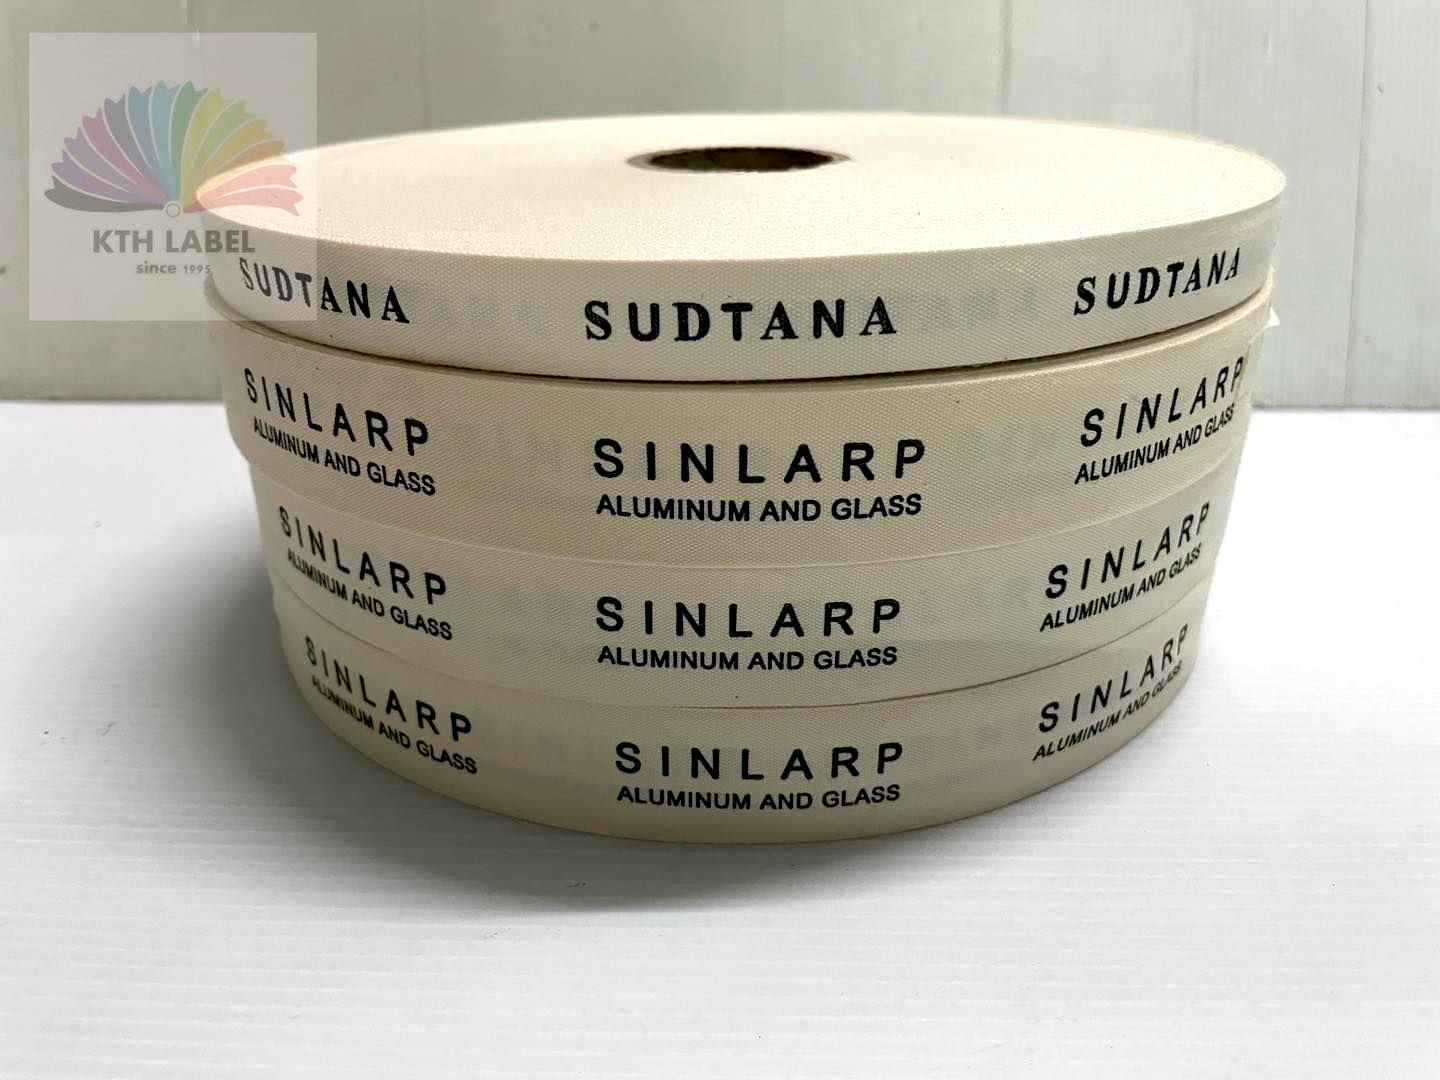 KTH LABEL
since 1995
SUDTANA SUDTANA SUDTANA
SINLARP SINLARP SINLARP
ALUMINUM AND GLASS ALUMINUM AND GLASS ALUMINUM AND GLASS
SINLARP SINLARP SINLARP
ALUMINUM AND GLASS ALUMINUM AND GLASS ALUMINUM AND GLASS
SINLARP SINLARP SINLARP
ALUMINUM AND GLASS ALUMINUM AND GLASS ALUMINUM AND GLASS